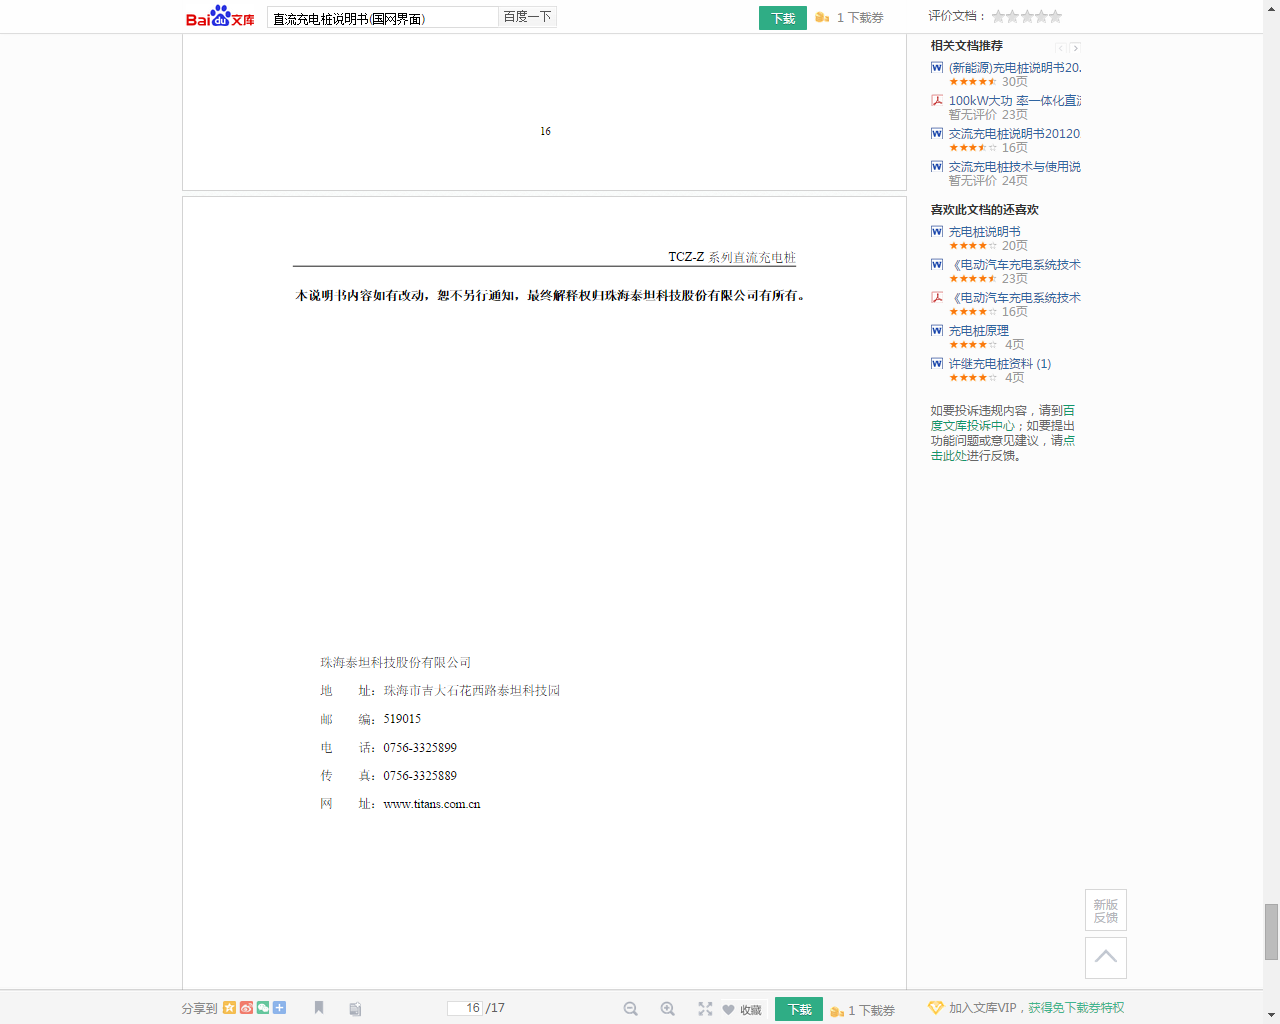 Bai du 文库
直流充电桩说明书(国网界面)
百度一下
下载
1 下载券
评价文档：
16
TCZ-Z 系列直流充电桩
本说明书内容如有改动，恕不另行通知，最终解释权归珠海泰坦科技股份有限公司有所有。
珠海泰坦科技股份有限公司
地 址：珠海市吉大石花西路泰坦科技园
邮 编：519015
电 话：0756-3325899
传 真：0756-3325889
网 址：www.titans.com.cn
相关文档推荐
(新能源)充电桩说明书20.
30页
100kW大功 率一体化直流
暂无评价 23页
交流充电桩说明书20120
16页
交流充电桩技术与使用说
暂无评价 24页
喜欢此文档的还喜欢
充电桩说明书
20页
《电动汽车充电系统技术
23页
《电动汽车充电系统技术
16页
充电桩原理
4页
许继充电桩资料 (1)
4页
如要投诉违规内容，请到百
度文库投诉中心；如要提出
功能问题或意见建议，请点
击此处进行反馈。
新版
反馈
分享到
16 /17
收藏
下载
1 下载券
加入文库VIP，获得免下载券特权